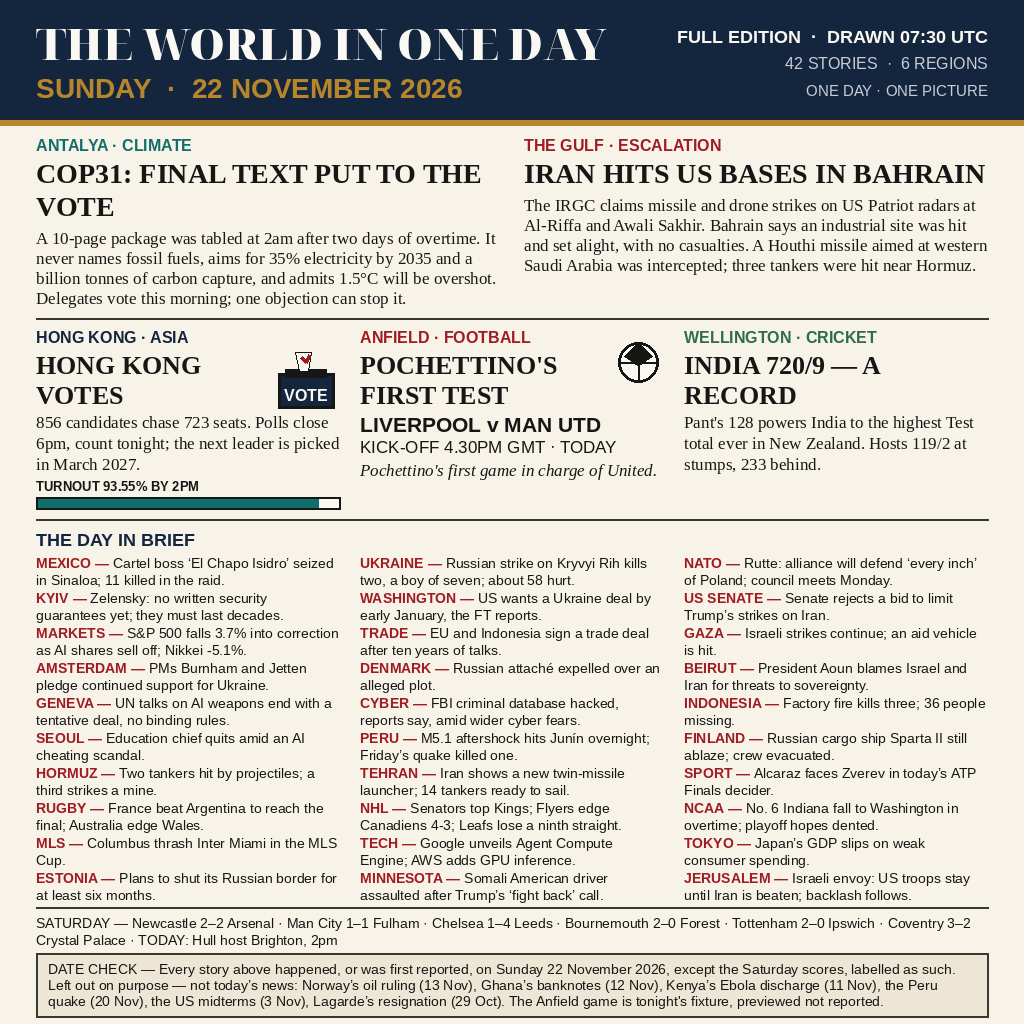 THE WORLD IN ONE DAY
SUNDAY · 22 NOVEMBER 2026
FULL EDITION · DRAWN 07:30 UTC
42 STORIES · 6 REGIONS
ONE DAY · ONE PICTURE
ANTALYA · CLIMATE
COP31: FINAL TEXT PUT TO THE
VOTE
A 10-page package was tabled at 2am after two days of overtime. It
never names fossil fuels, aims for 35% electricity by 2035 and a
billion tonnes of carbon capture, and admits 1.5°C will be overshot.
Delegates vote this morning; one objection can stop it.
THE GULF · ESCALATION
IRAN HITS US BASES IN BAHRAIN
The IRGC claims missile and drone strikes on US Patriot radars at
Al-Riffa and Awali Sakhir. Bahrain says an industrial site was hit
and set alight, with no casualties. A Houthi missile aimed at western
Saudi Arabia was intercepted; three tankers were hit near Hormuz.
HONG KONG · ASIA
HONG KONG
VOTES
VOTE
856 candidates chase 723 seats. Polls close
6pm, count tonight; the next leader is picked
in March 2027.
TURNOUT 93.55% BY 2PM
ANFIELD · FOOTBALL
POCHETTINO'S
FIRST TEST
LIVERPOOL v MAN UTD
KICK-OFF 4.30PM GMT · TODAY
Pochettino's first game in charge of United.
WELLINGTON · CRICKET
INDIA 720/9 — A
RECORD
Pant's 128 powers India to the highest Test
total ever in New Zealand. Hosts 119/2 at
stumps, 233 behind.
THE DAY IN BRIEF
MEXICO — Cartel boss ‘El Chapo Isidro’ seized
in Sinaloa; 11 killed in the raid.
KYIV — Zelensky: no written security
guarantees yet; they must last decades.
MARKETS — S&P 500 falls 3.7% into correction
as AI shares sell off; Nikkei -5.1%.
AMSTERDAM — PMs Burnham and Jetten
pledge continued support for Ukraine.
GENEVA — UN talks on AI weapons end with a
tentative deal, no binding rules.
SEOUL — Education chief quits amid an AI
cheating scandal.
HORMUZ — Two tankers hit by projectiles; a
third strikes a mine.
RUGBY — France beat Argentina to reach the
final; Australia edge Wales.
MLS — Columbus thrash Inter Miami in the MLS
Cup.
ESTONIA — Plans to shut its Russian border for
at least six months.
UKRAINE — Russian strike on Kryvyi Rih kills
two, a boy of seven; about 58 hurt.
WASHINGTON — US wants a Ukraine deal by
early January, the FT reports.
TRADE — EU and Indonesia sign a trade deal
after ten years of talks.
DENMARK — Russian attaché expelled over an
alleged plot.
CYBER — FBI criminal database hacked,
reports say, amid wider cyber fears.
PERU — M5.1 aftershock hits Junín overnight;
Friday’s quake killed one.
TEHRAN — Iran shows a new twin-missile
launcher; 14 tankers ready to sail.
NHL — Senators top Kings; Flyers edge
Canadiens 4-3; Leafs lose a ninth straight.
TECH — Google unveils Agent Compute
Engine; AWS adds GPU inference.
MINNESOTA — Somali American driver
assaulted after Trump’s ‘fight back’ call.
NATO — Rutte: alliance will defend ‘every inch’
of Poland; council meets Monday.
US SENATE — Senate rejects a bid to limit
Trump’s strikes on Iran.
GAZA — Israeli strikes continue; an aid vehicle
is hit.
BEIRUT — President Aoun blames Israel and
Iran for threats to sovereignty.
INDONESIA — Factory fire kills three; 36 people
missing.
FINLAND — Russian cargo ship Sparta II still
ablaze; crew evacuated.
SPORT — Alcaraz faces Zverev in today’s ATP
Finals decider.
NCAA — No. 6 Indiana fall to Washington in
overtime; playoff hopes dented.
TOKYO — Japan’s GDP slips on weak
consumer spending.
JERUSALEM — Israeli envoy: US troops stay
until Iran is beaten; backlash follows.
SATURDAY — Newcastle 2–2 Arsenal · Man City 1–1 Fulham · Chelsea 1–4 Leeds · Bournemouth 2–0 Forest · Tottenham 2–0 Ipswich · Coventry 3–2
Crystal Palace · TODAY: Hull host Brighton, 2pm
DATE CHECK — Every story above happened, or was first reported, on Sunday 22 November 2026, except the Saturday scores, labelled as such.
Left out on purpose — not today’s news: Norway’s oil ruling (13 Nov), Ghana’s banknotes (12 Nov), Kenya’s Ebola discharge (11 Nov), the Peru
quake (20 Nov), the US midterms (3 Nov), Lagarde’s resignation (29 Oct). The Anfield game is tonight's fixture, previewed not reported.